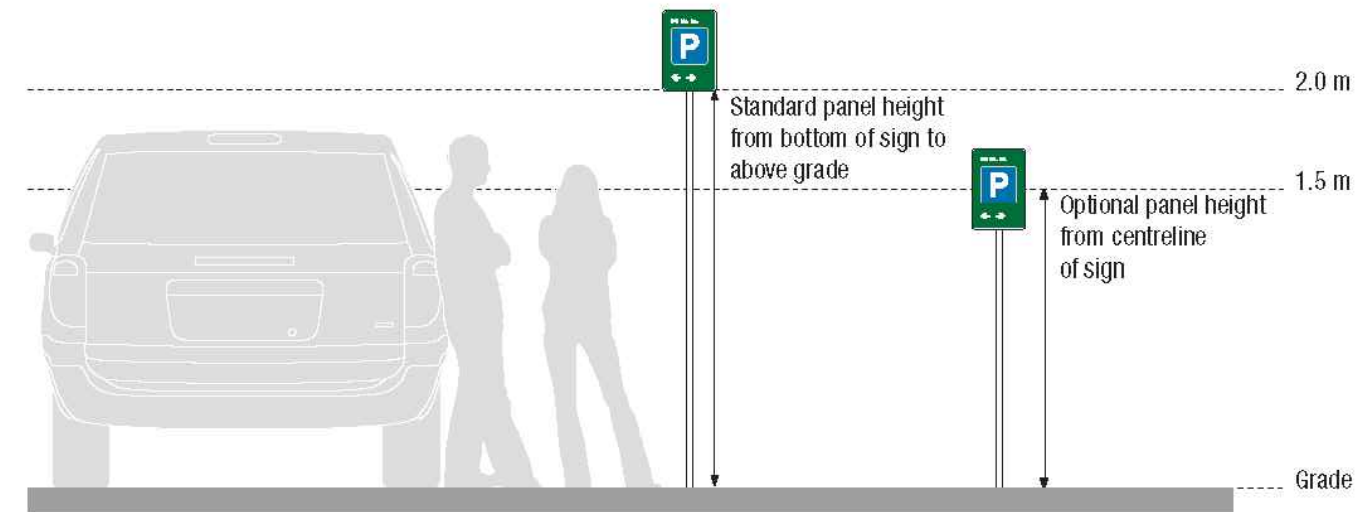 P
2.0 m
Standard panel height
from bottom of sign to
above grade
P
1.5 m
Optional panel height
from centreline
of sign
Grade